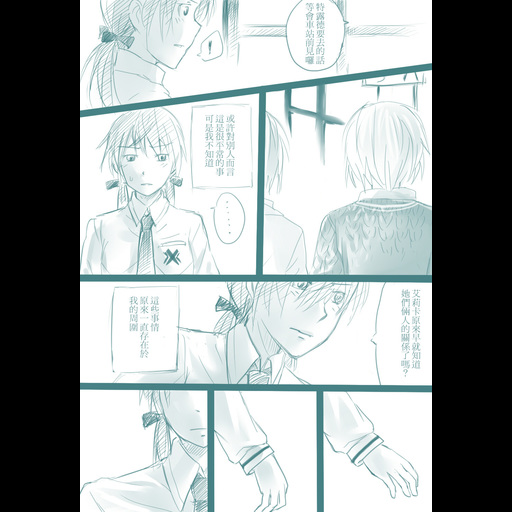 特露德要去的話
等會車站前見囉
!
或許對別人而言
這是很平常的事
可是我不知道
......
艾莉卡原來早就知道
她們倆人的關係了嗎?
這些事情
原來一直存在於
我的周圍